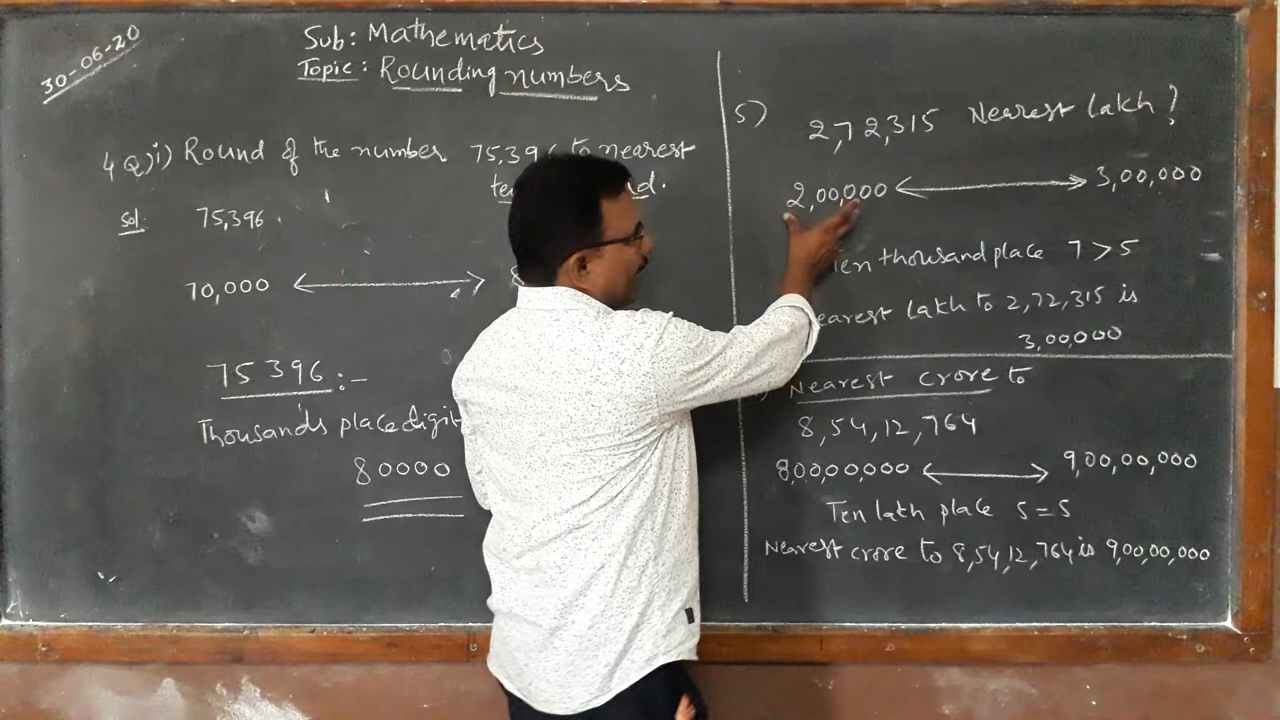 30-06-20
Sub: Mathematics
Topic: Rounding numbers
4 Q) i) Round of the number 75,396 to nearest
Sol: 75,396.
70,000
75396:-
Thousands place digit
80000
5) 2,72,315 Nearest lakh?
2,00,000 3,00,000
Ten thousand place 7 > 5
Nearest lakh to 2,72,315 is
3,00,000
Nearest crore to
8,54,12,764
8,00,00,000 9,00,00,000
Ten lakh place 5 = 5
Nearest crore to 8,54,12,764 is 9,00,00,000